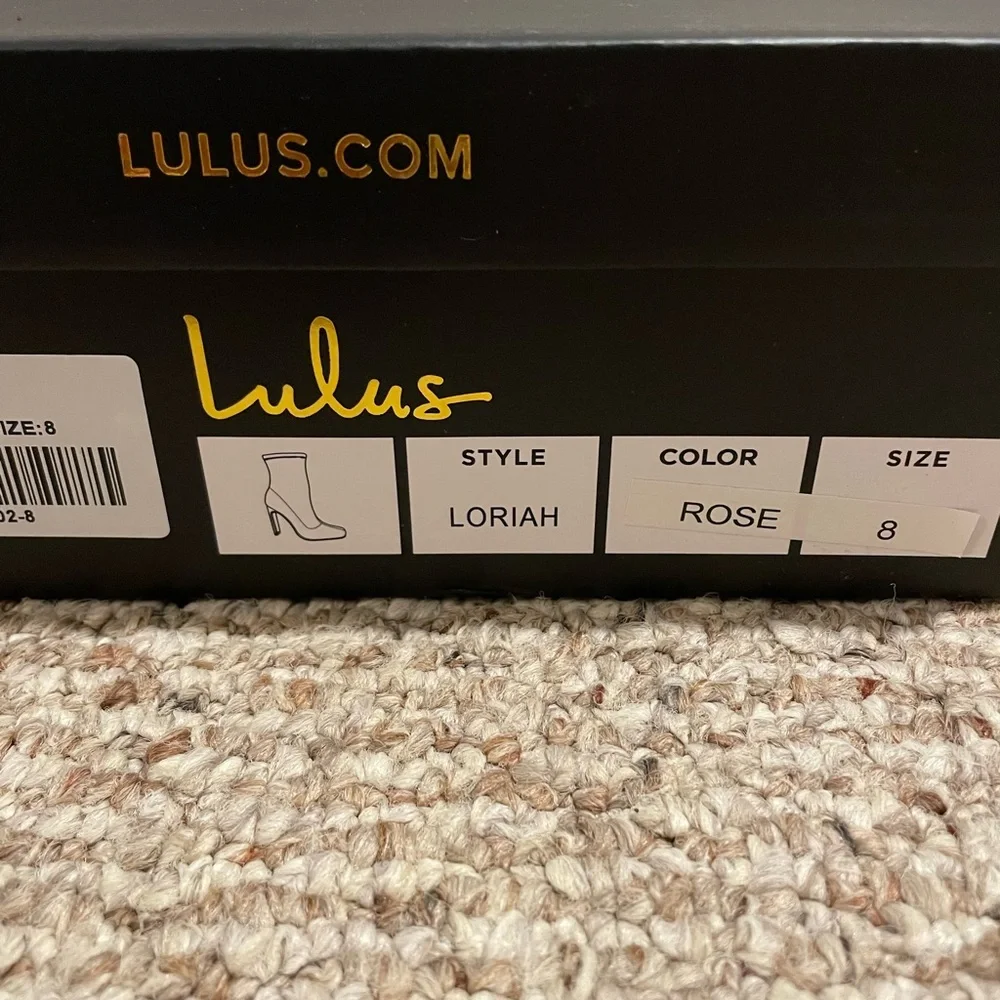 LULUS.COM
Lulus
IZE:8
02-8
STYLE
LORIAH
COLOR
ROSE
SIZE
8